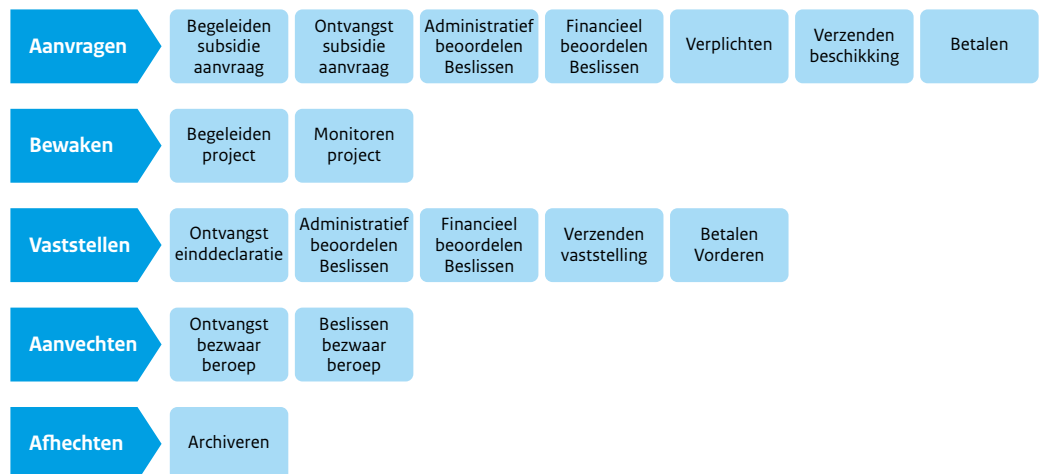 Aanvragen
Begeleiden
subsidie
aanvraag
Ontvangst
subsidie
aanvraag
Administratief
beoordelen
Beslissen
Financieel
beoordelen
Beslissen
Verplichten
Verzenden
beschikking
Betalen
Bewaken
Begeleiden
project
Monitoren
project
Vaststellen
Ontvangst
einddeclaratie
Administratief
beoordelen
Beslissen
Financieel
beoordelen
Beslissen
Verzenden
vaststelling
Betalen
Vorderen
Aanvechten
Ontvangst
bezwaar
beroep
Beslissen
bezwaar
beroep
Afhechten
Archiveren